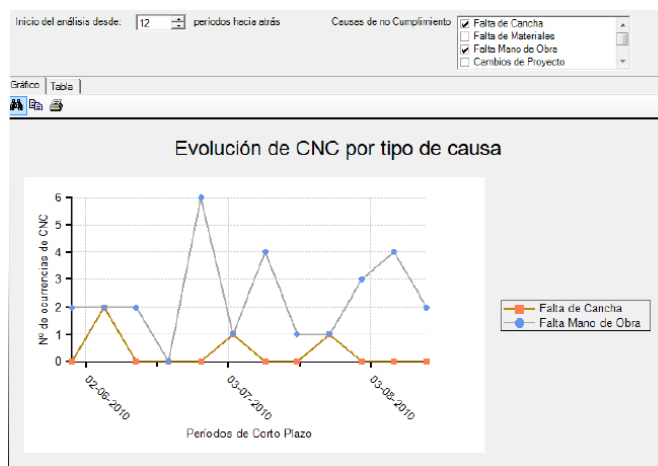 Inicio del análisis desde: 12 períodos hacia atrás
Causas de no Cumplimiento
Falta de Cancha
Falta de Materiales
Falta Mano de Obra
Cambios de Proyecto
Gráfico Tabla
Evolución de CNC por tipo de causa
Nº de ocurrencias de CNC
6
5
4
3
2
1
0
02-06-2010
03-07-2010
03-08-2010
Períodos de Corto Plazo
Falta de Cancha
Falta Mano de Obra